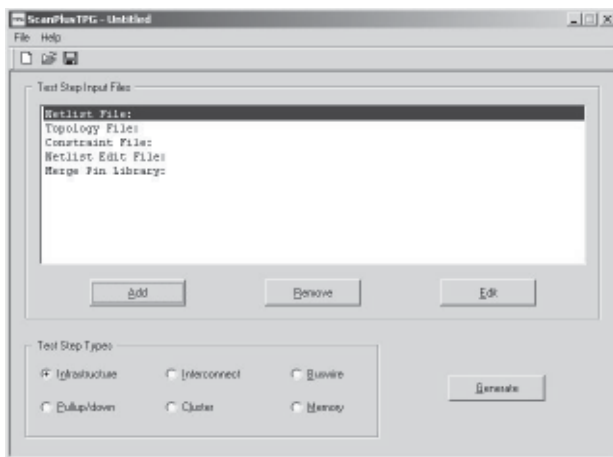 ScanPlusTPG - Untitled
File Help
Test Step Input Files
Netlist File:
Topology File:
Constraint File:
Netlist Edit File:
Merge Pin Library:
Add Remove Edit
Test Step Types
Infrastructure Interconnect Buswire
Pullup/down Cluster Memory
Generate